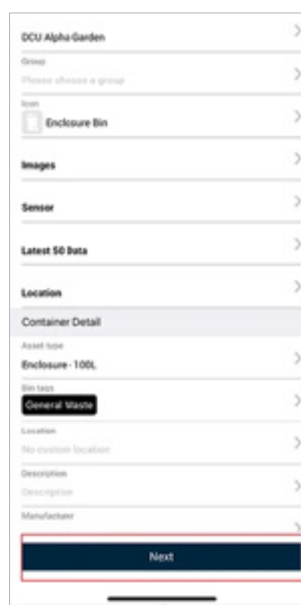 DCU Alpha Garden
Group
Please choose a group
Icon
Enclosure Bin
Images
Sensor
Latest 50 Data
Location
Container Detail
Asset type
Enclosure - 100L
Bin tags
General Waste
Location
No custom location
Description
Description
Manufacturer
Next